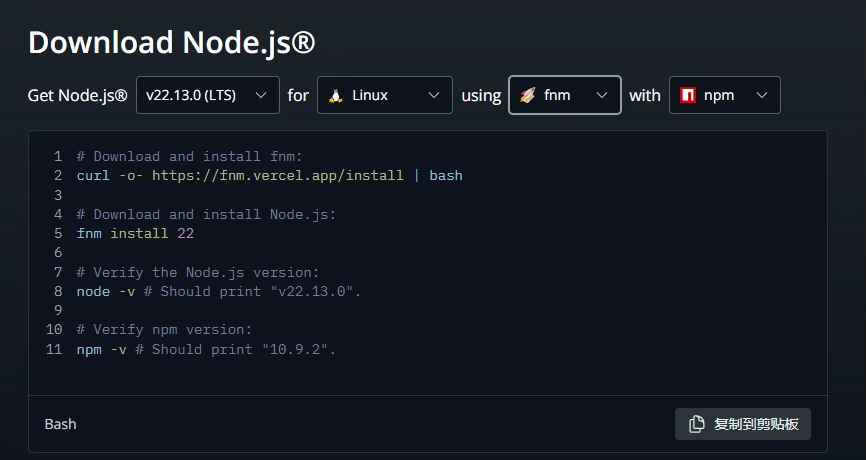 Download Node.js®
Get Node.js® v22.13.0 (LTS) for Linux using fnm with npm
1 # Download and install fnm:
2 curl -o- https://fnm.vercel.app/install | bash
3
4 # Download and install Node.js:
5 fnm install 22
6
7 # Verify the Node.js version:
8 node -v # Should print "v22.13.0".
9
10 # Verify npm version:
11 npm -v # Should print "10.9.2".
Bash 复制到剪贴板